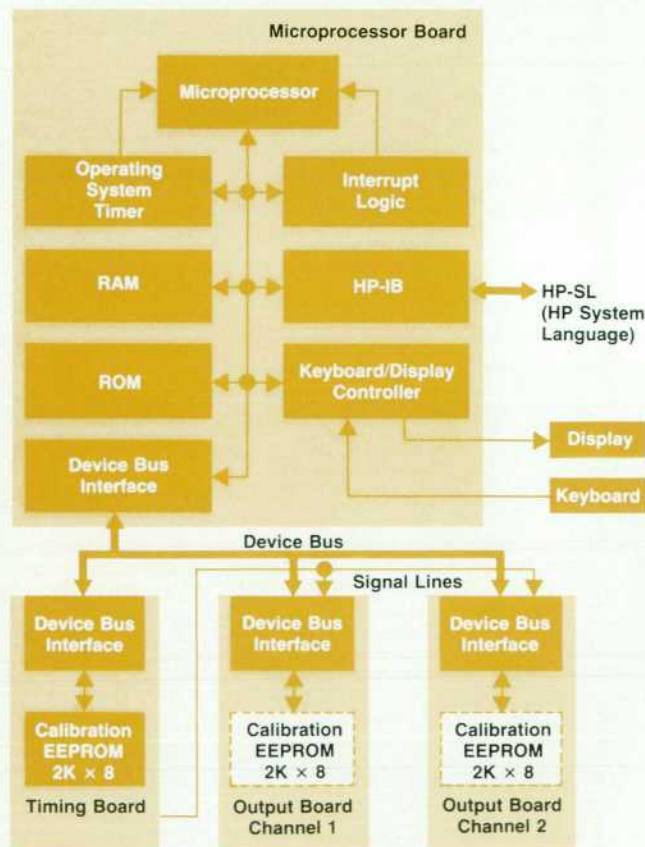 Microprocessor Board
Microprocessor
Operating
System
Timer
Interrupt
Logic
RAM
HP-IB
HP-SL
(HP System
Language)
ROM
Keyboard/Display
Controller
Device Bus
Interface
Display
Keyboard
Device Bus
Signal Lines
Device Bus
Interface
Device Bus
Interface
Device Bus
Interface
Calibration
EEPROM
2K × 8
Calibration
EEPROM
2K × 8
Calibration
EEPROM
2K × 8
Timing Board
Output Board
Channel 1
Output Board
Channel 2